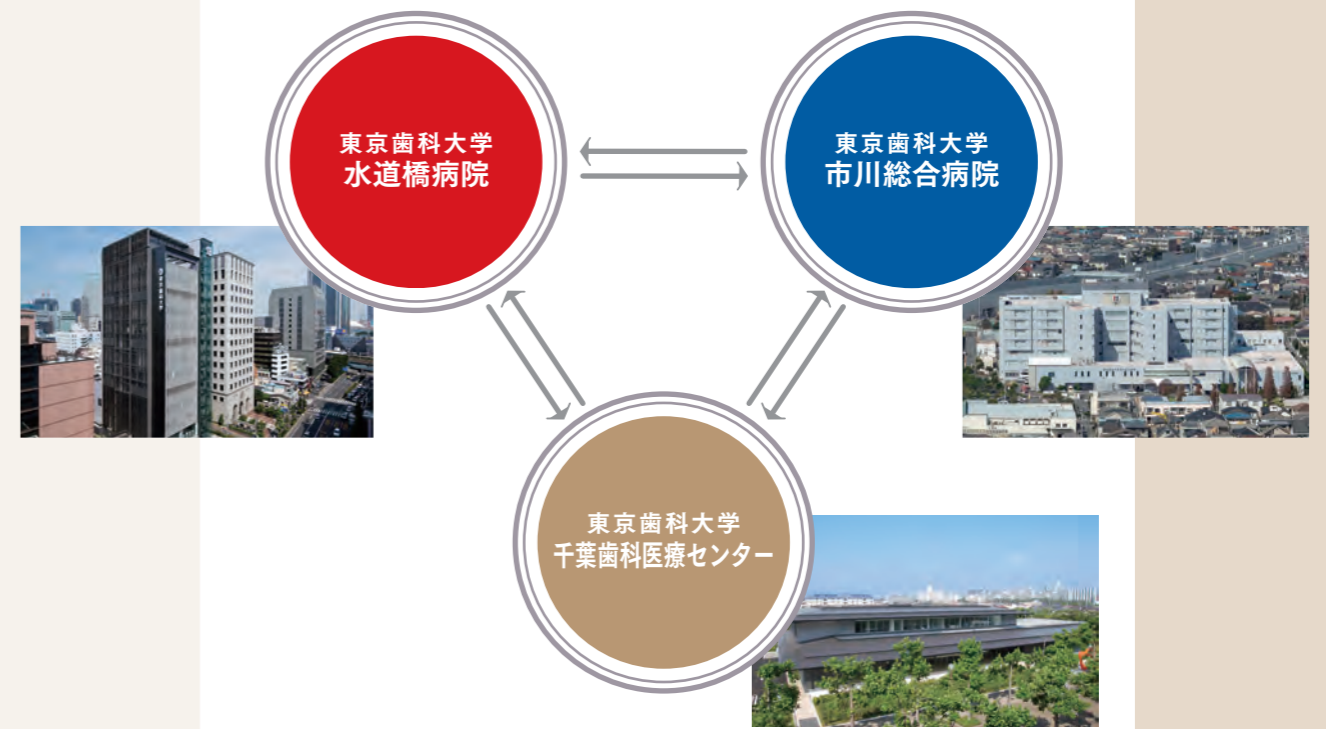 東京歯科大学
水道橋病院
東京歯科大学
市川総合病院
東京歯科大学
千葉歯科医療センター